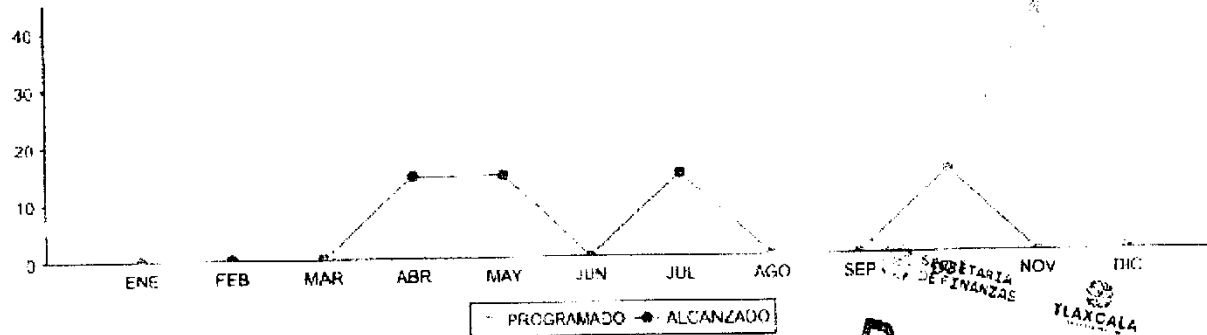 40
30
20
10
0
ENE FEB MAR ABR MAY JUN JUL AGO SEP NOV DIC
PROGRAMADO ALCANZADO
SECRETARIA
DE FINANZAS
TLAXCALA